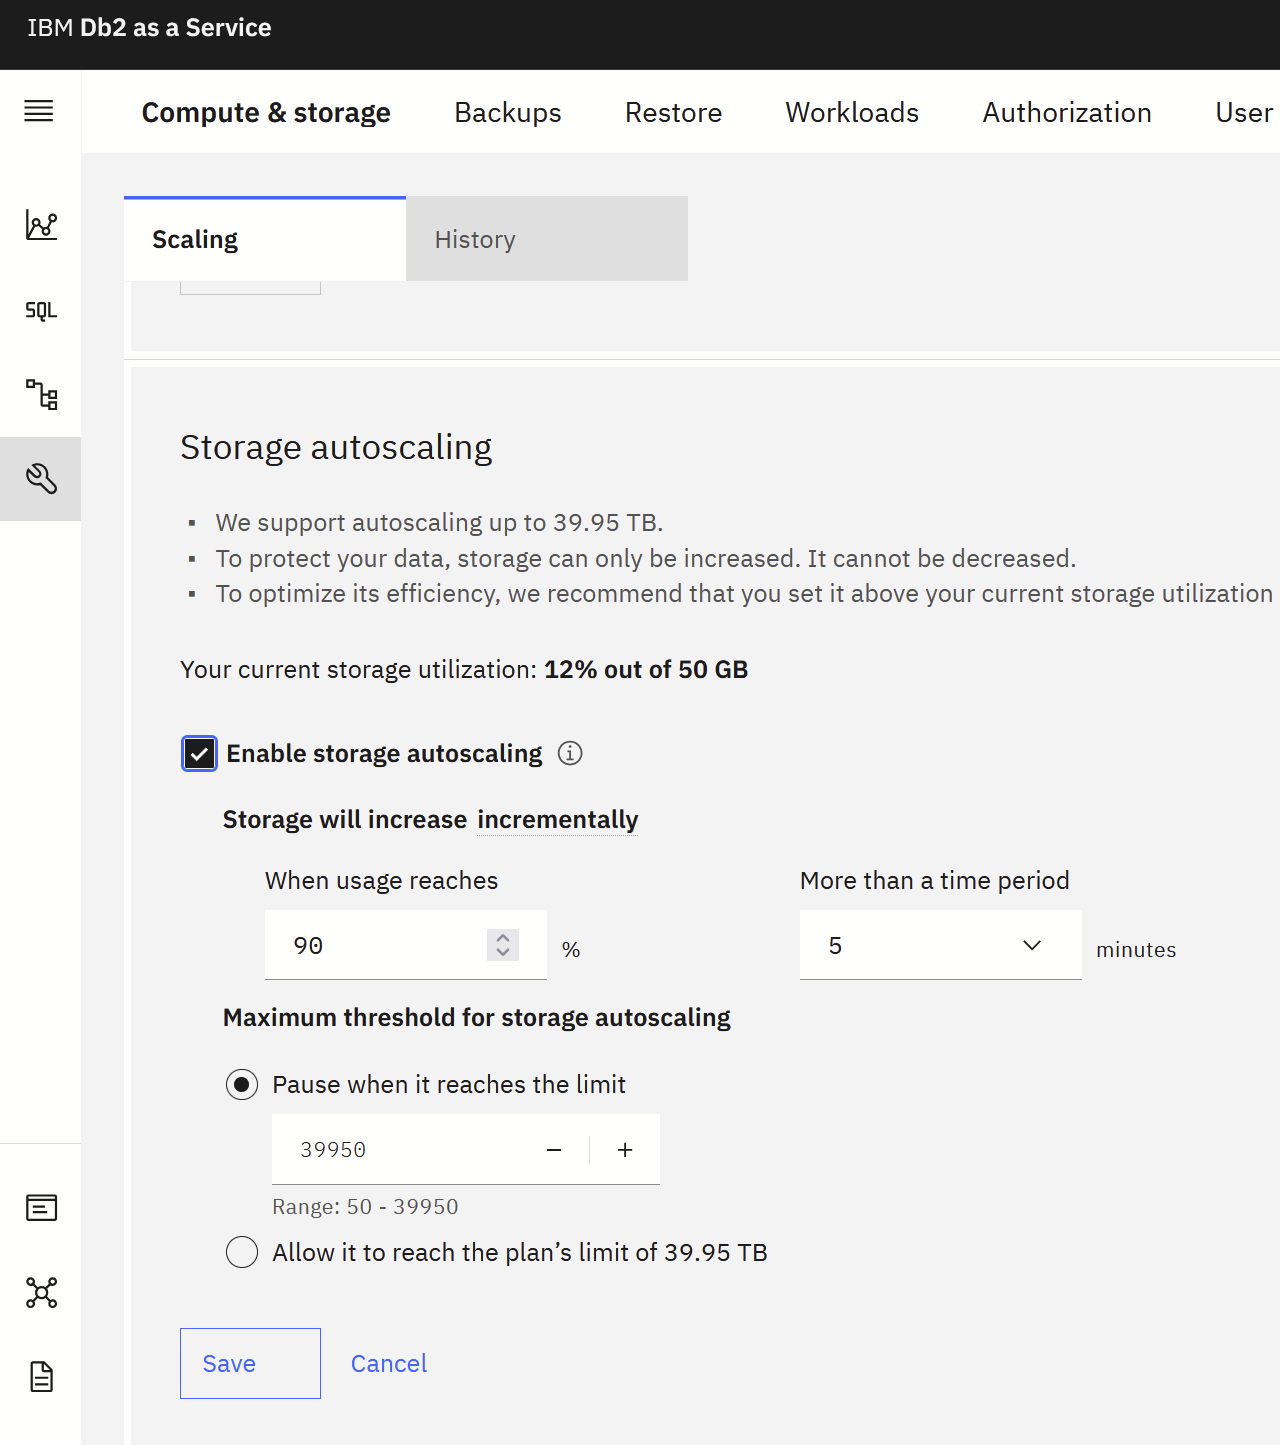 IBM Db2 as a Service
Compute & storage Backups Restore Workloads Authorization User
Scaling History
SQL
Storage autoscaling
▪ We support autoscaling up to 39.95 TB.
▪ To protect your data, storage can only be increased. It cannot be decreased.
▪ To optimize its efficiency, we recommend that you set it above your current storage utilization
Your current storage utilization: 12% out of 50 GB
Enable storage autoscaling
Storage will increase incrementally
When usage reaches More than a time period
90 % 5 minutes
Maximum threshold for storage autoscaling
Pause when it reaches the limit
39950
Range: 50 - 39950
Allow it to reach the plan’s limit of 39.95 TB
Save Cancel